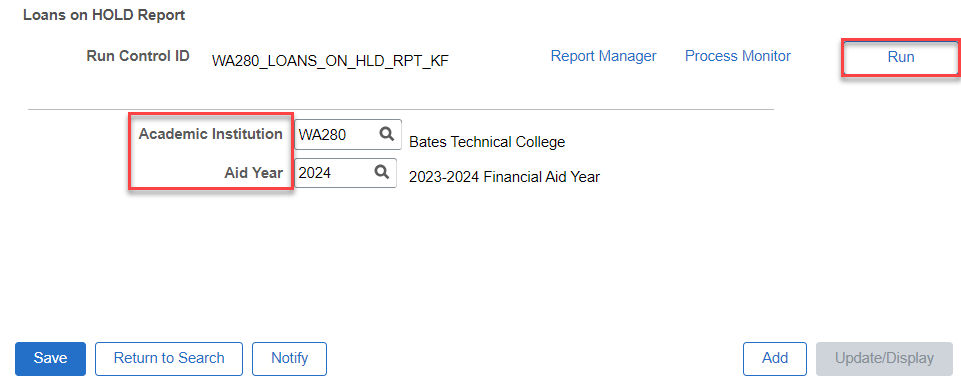 Loans on HOLD Report
Run Control ID WA280_LOANS_ON_HLD_RPT_KF Report Manager Process Monitor Run
Academic Institution WA280 Bates Technical College
Aid Year 2024 2023-2024 Financial Aid Year
Save Return to Search Notify Add Update/Display